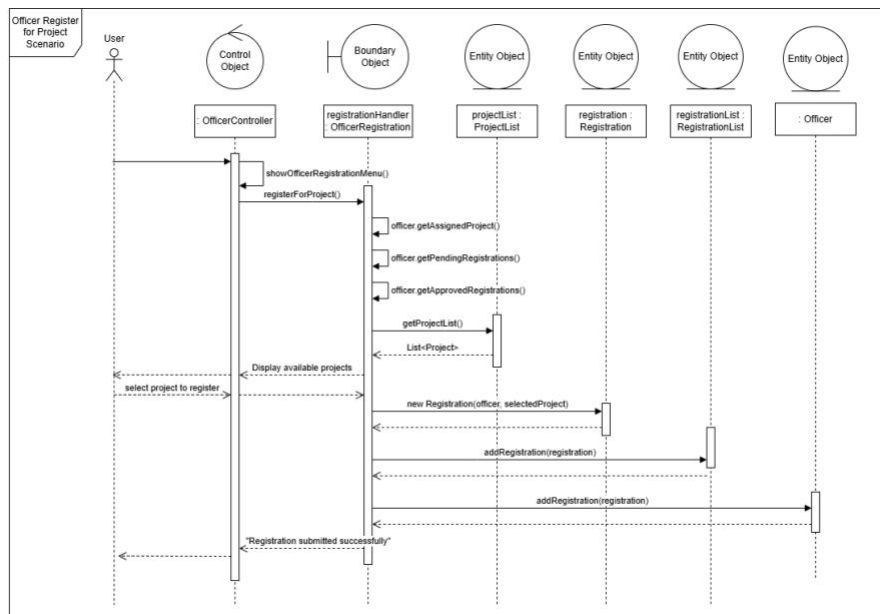 Officer Register
for Project
Scenario
User
Control
Object
Boundary
Object
Entity Object
Entity Object
Entity Object
Entity Object
: OfficerController
registrationHandler
: OfficerRegistration
projectList :
ProjectList
registration :
Registration
registrationList :
RegistrationList
: Officer
showOfficerRegistrationMenu()
registerForProject()
officer.getAssignedProject()
officer.getPendingRegistrations()
officer.getApprovedRegistrations()
getProjectList()
List<Project>
Display available projects
select project to register
new Registration(officer, selectedProject)
addRegistration(registration)
addRegistration(registration)
"Registration submitted successfully"